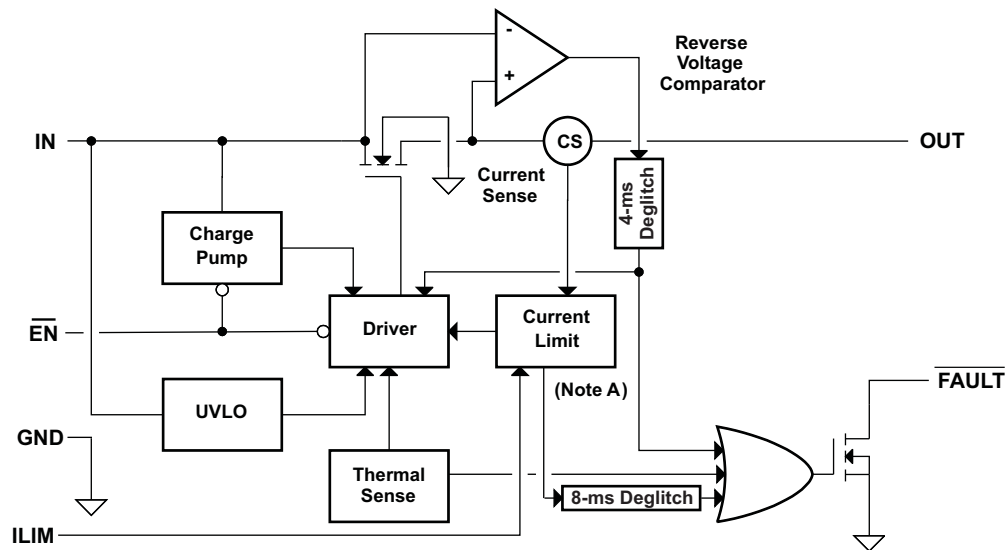 -
+
Reverse
Voltage
Comparator
IN
CS
OUT
Current
Sense
4-ms
Deglitch
Charge
Pump
EN
Driver
Current
Limit
(Note A)
FAULT
UVLO
GND
Thermal
Sense
8-ms Deglitch
ILIM